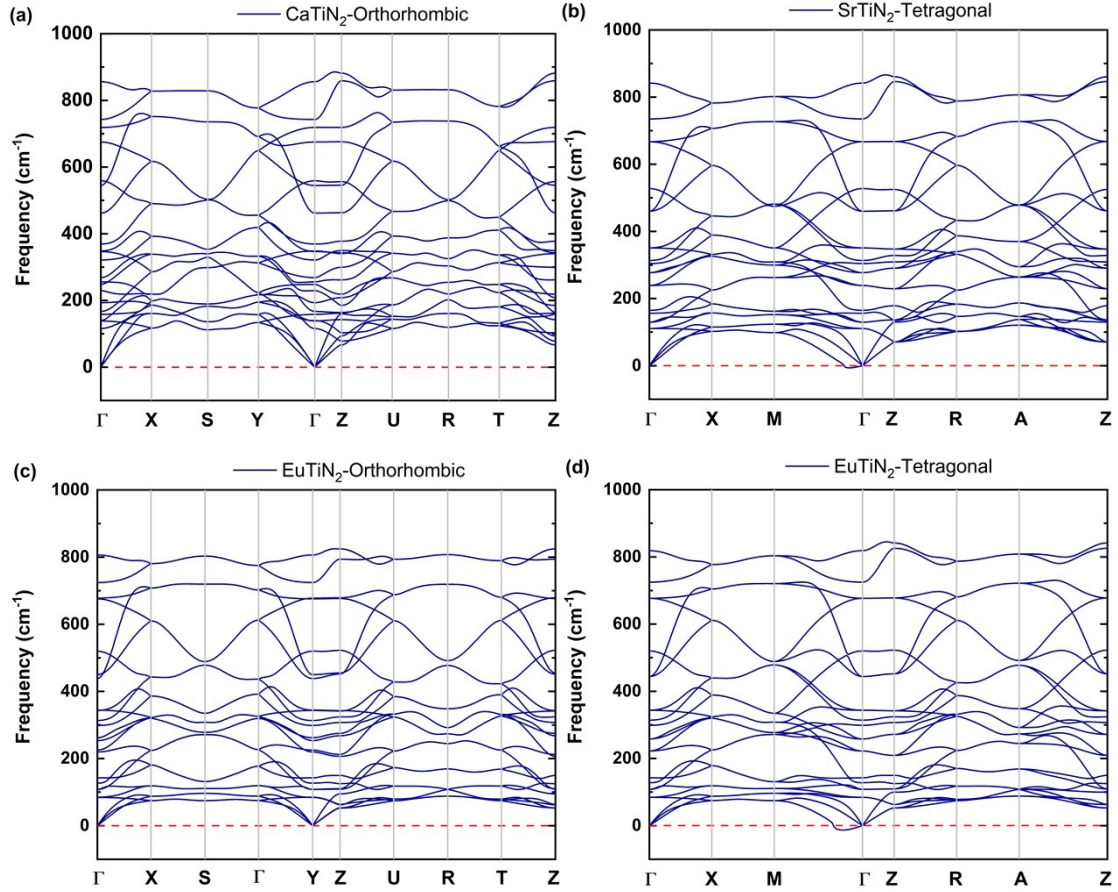 (a)
CaTiN₂-Orthorhombic
1000
800
600
400
200
0
Frequency (cm⁻¹)
Γ X S Y Γ Z U R T Z
(b)
SrTiN₂-Tetragonal
1000
800
600
400
200
0
Frequency (cm⁻¹)
Γ X M Γ Z R A Z
(c)
EuTiN₂-Orthorhombic
1000
800
600
400
200
0
Frequency (cm⁻¹)
Γ X S Γ Y Z U R T Z
(d)
EuTiN₂-Tetragonal
1000
800
600
400
200
0
Frequency (cm⁻¹)
Γ X M Γ Z R A Z